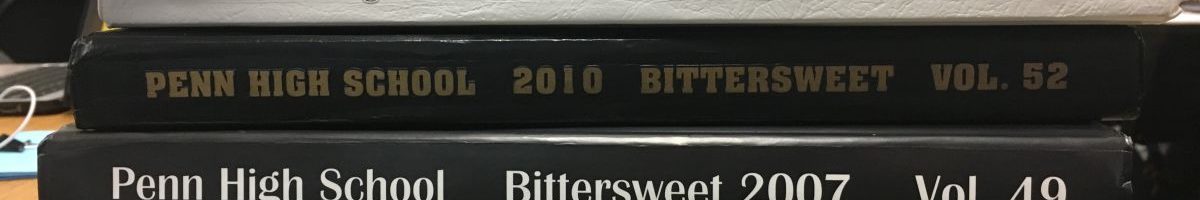 PENN HIGH SCHOOL 2010 BITTERSWEET VOL. 52
Penn High School Bittersweet 2007 Vol. 49